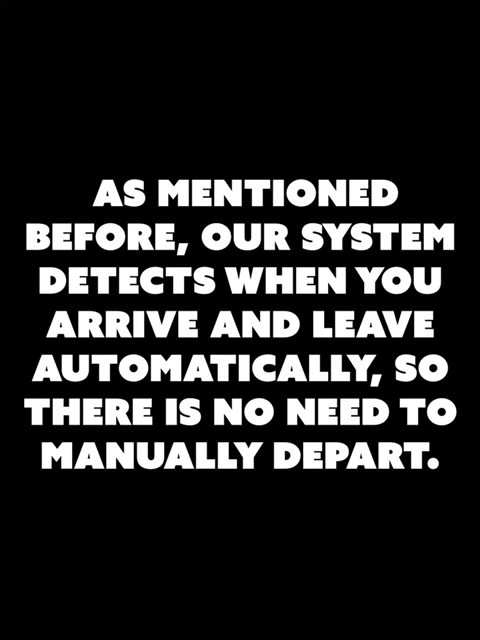 AS MENTIONED
BEFORE, OUR SYSTEM
DETECTS WHEN YOU
ARRIVE AND LEAVE
AUTOMATICALLY, SO
THERE IS NO NEED TO
MANUALLY DEPART.